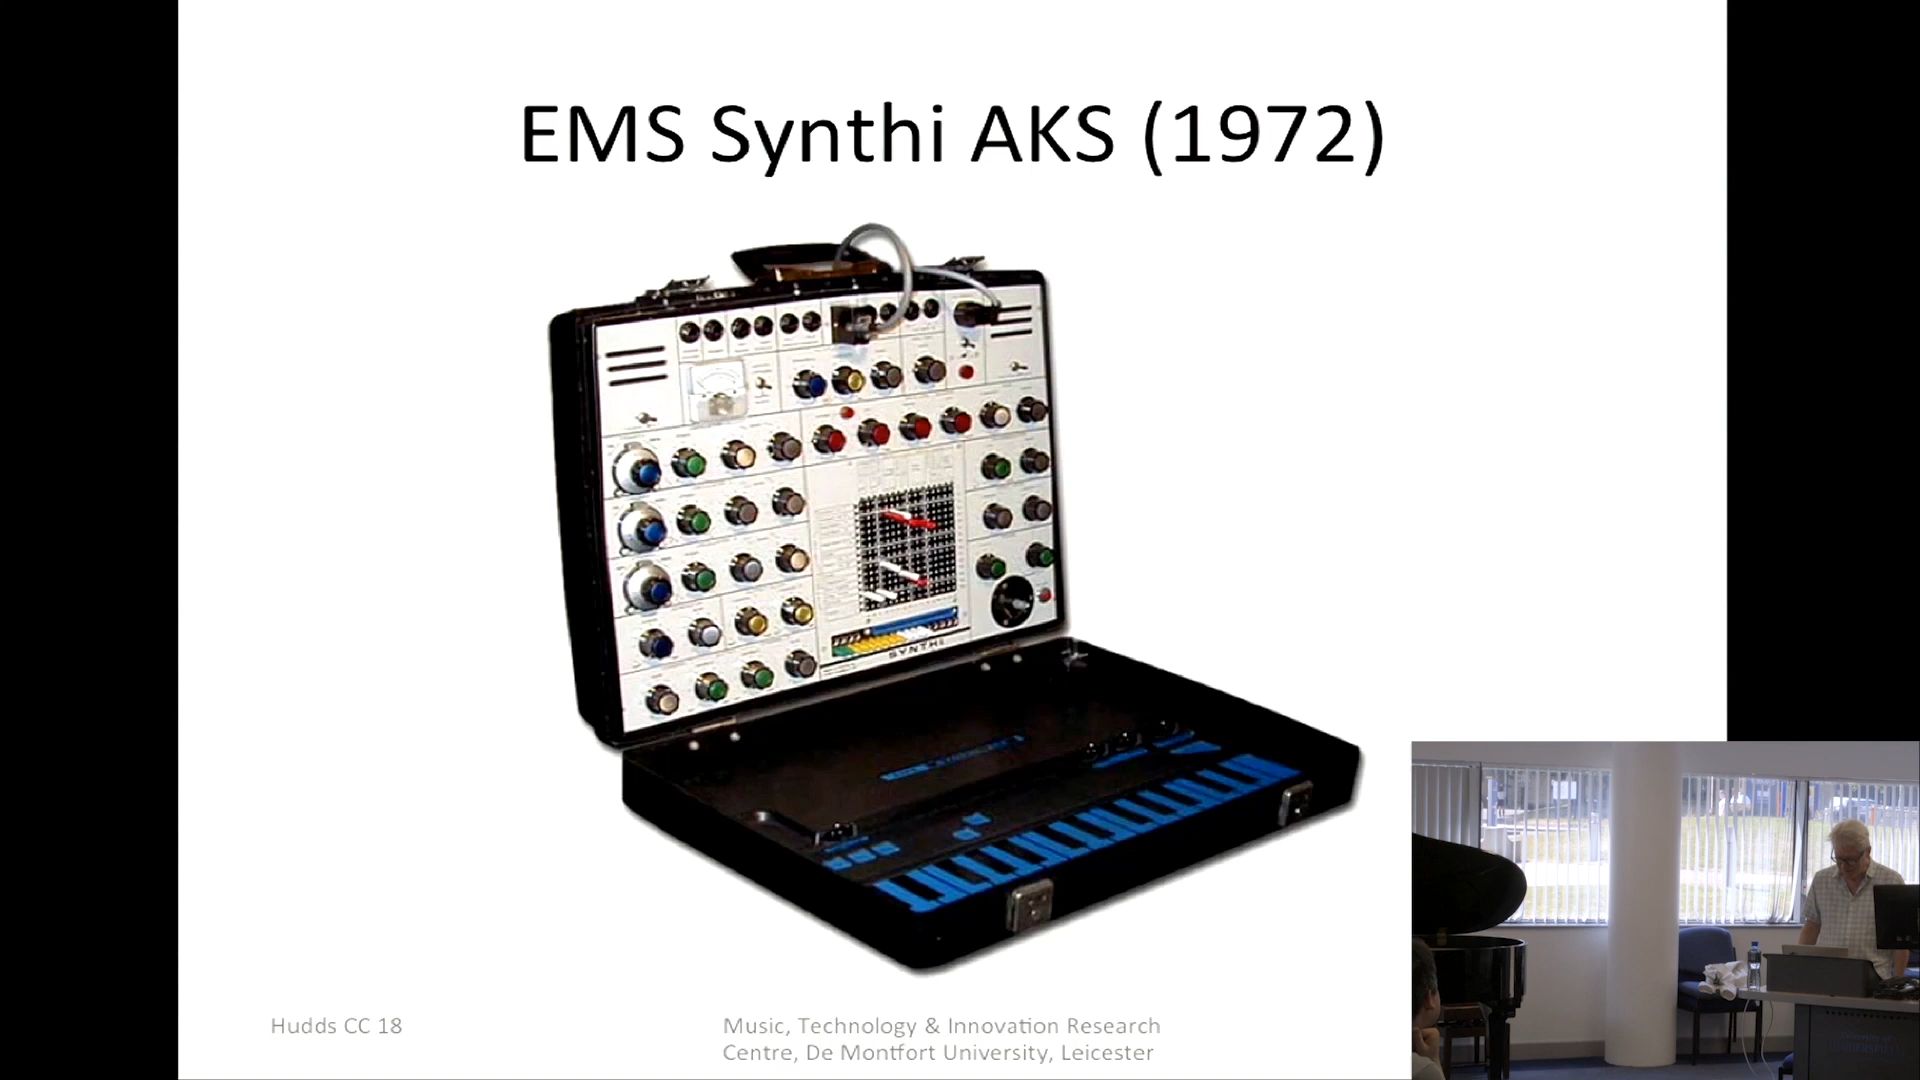 EMS Synthi AKS (1972)
SYNTHI
Hudds CC 18
Music, Technology & Innovation Research
Centre, De Montfort University, Leicester